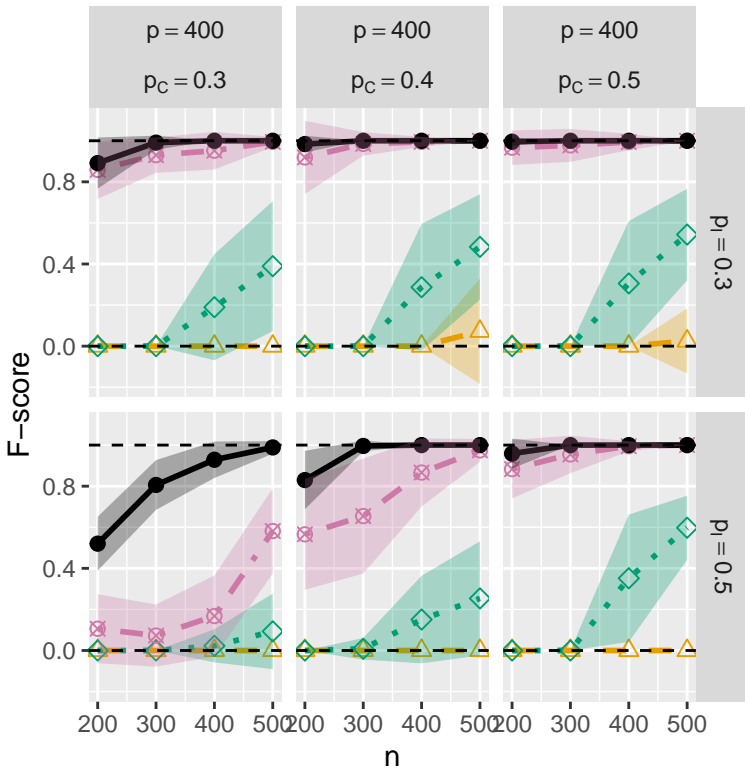 p = 400
p = 400
p = 400
p_C = 0.3
p_C = 0.4
p_C = 0.5
0.8
0.4
0.0
p_I = 0.3
F−score
0.8
0.4
0.0
p_I = 0.5
200 300 400 500
200 300 400 500
200 300 400 500
n